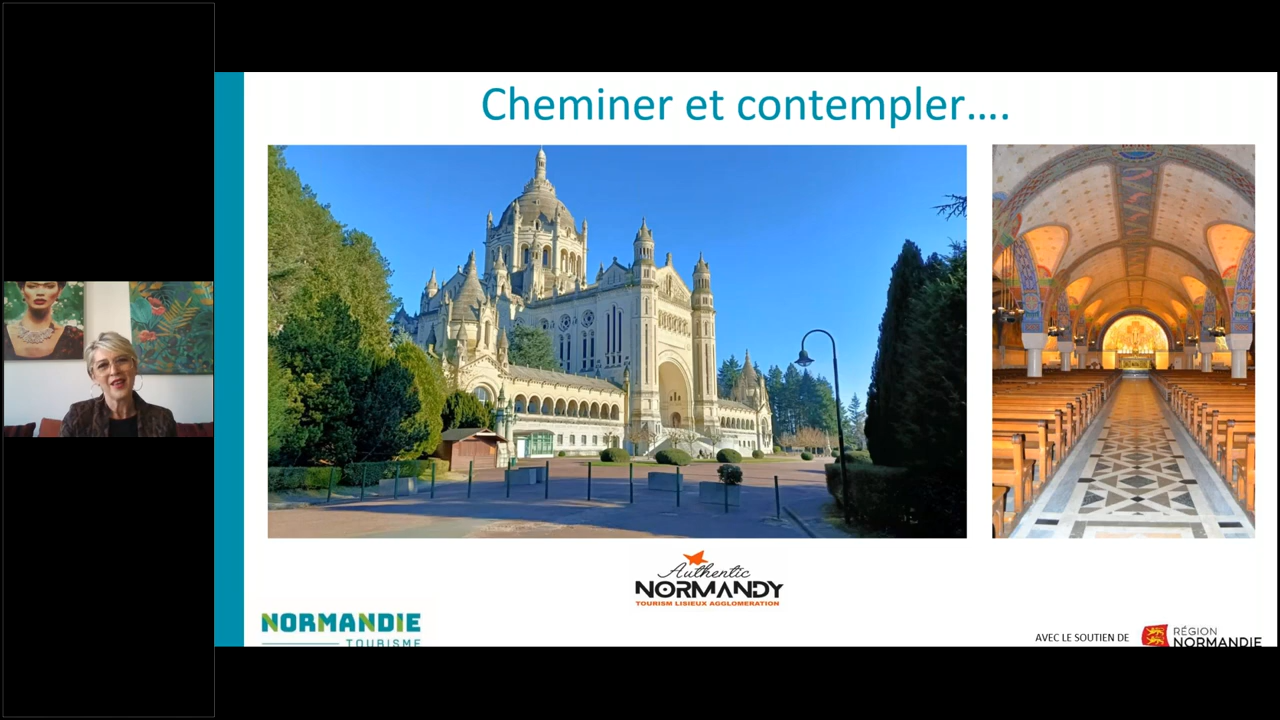 Cheminer et contempler....
Authentic
NORMANDY
TOURISM LISIEUX AGGLOMERATION
NORMANDIE
TOURISME
AVEC LE SOUTIEN DE
RÉGION
NORMANDIE